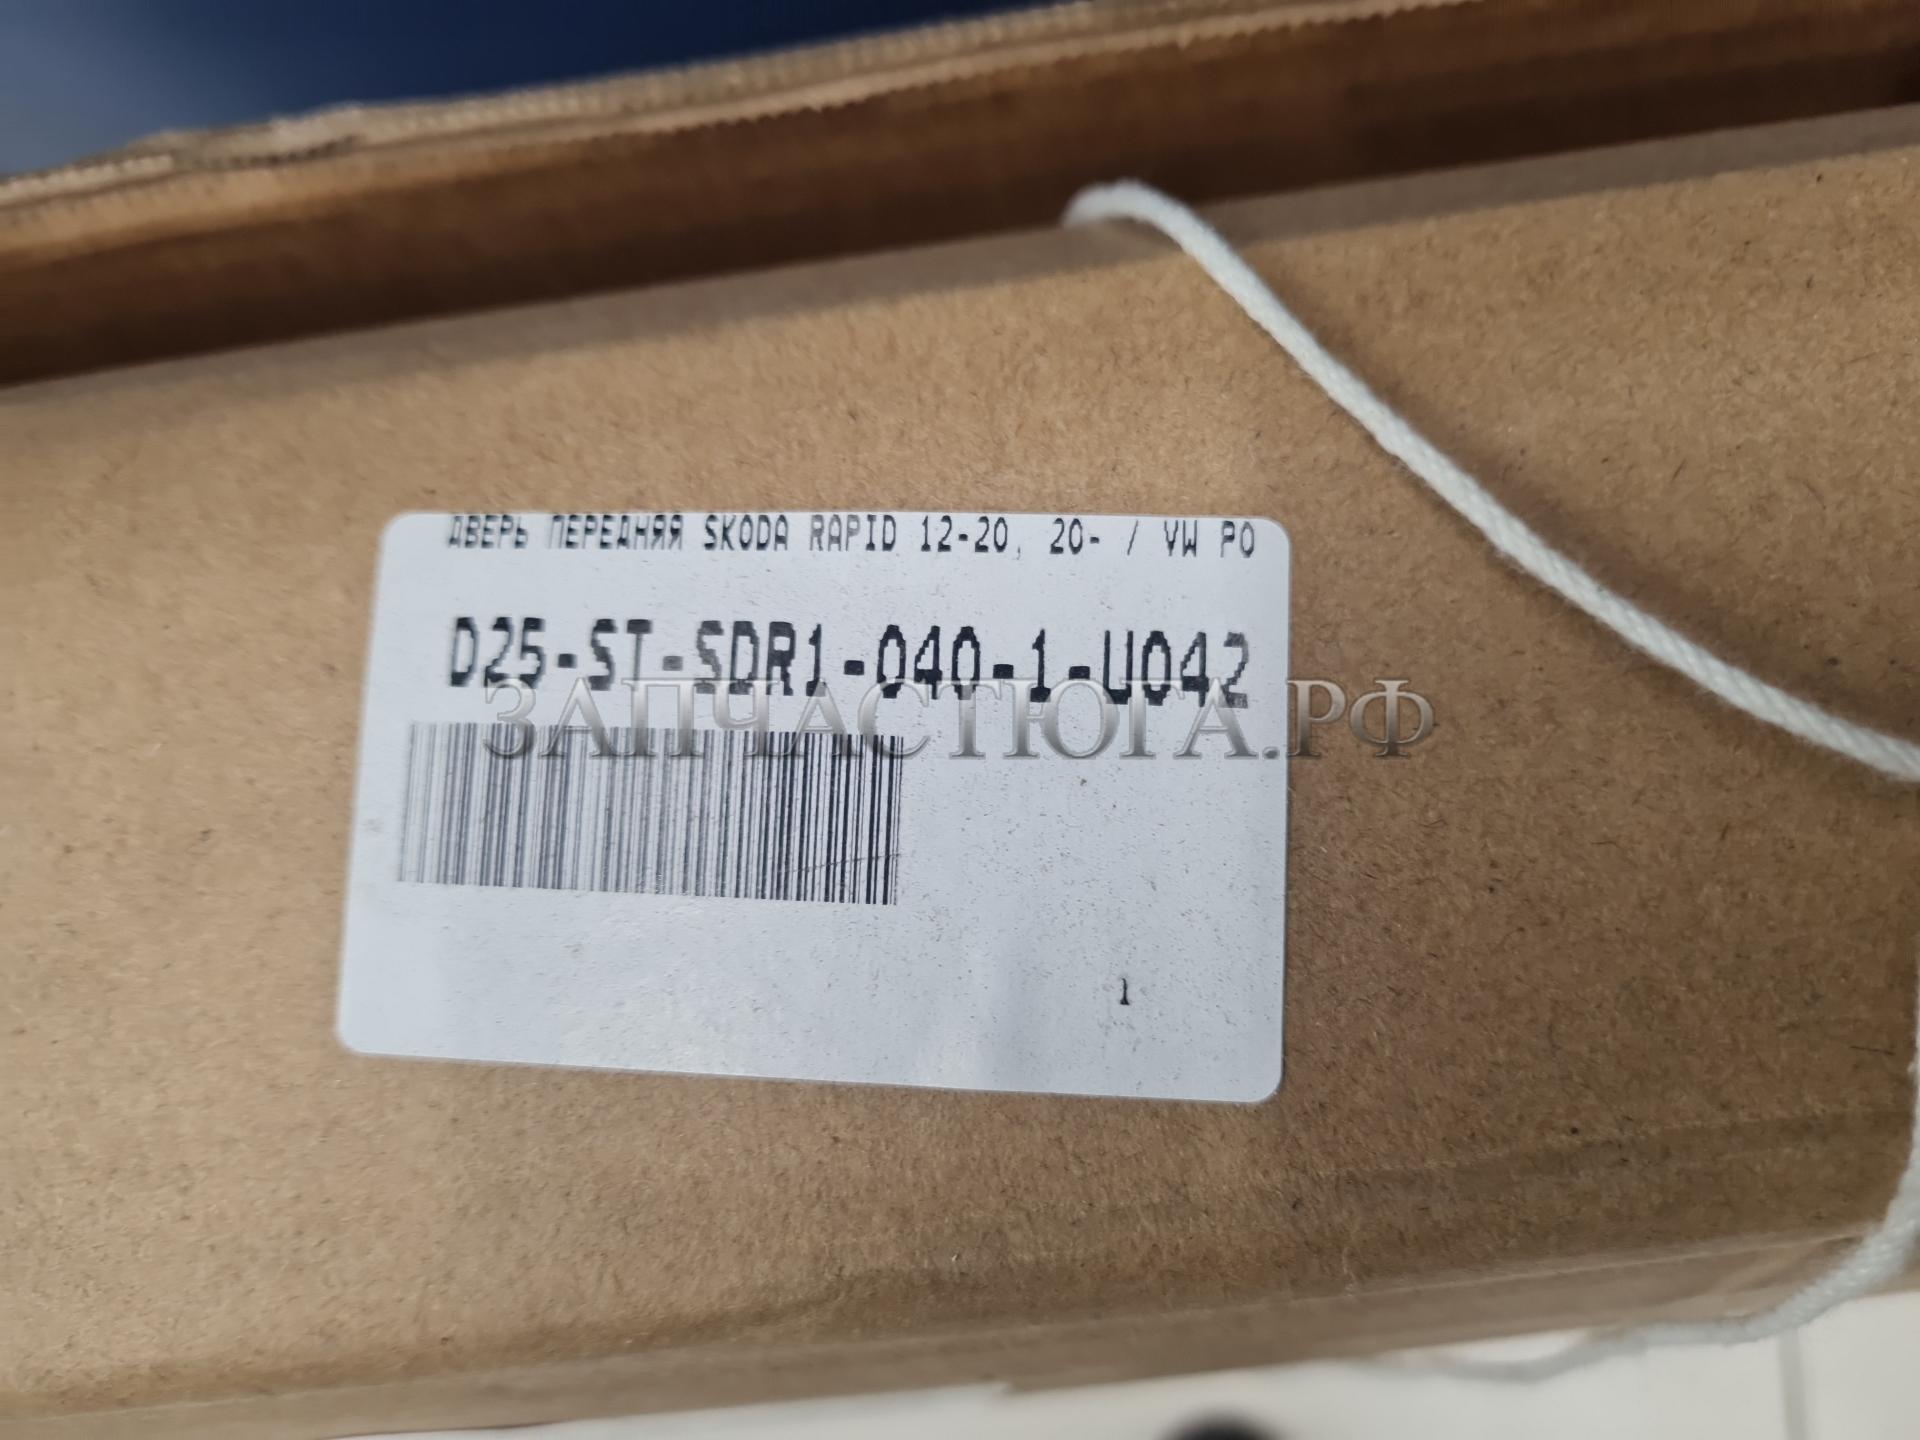 ДВЕРЬ ПЕРЕДНЯЯ SKODA RAPID 12-20, 20- / VW PO
D25-ST-SDR1-040-1-U042
ЗАПЧАСТЮГА.РФ
1